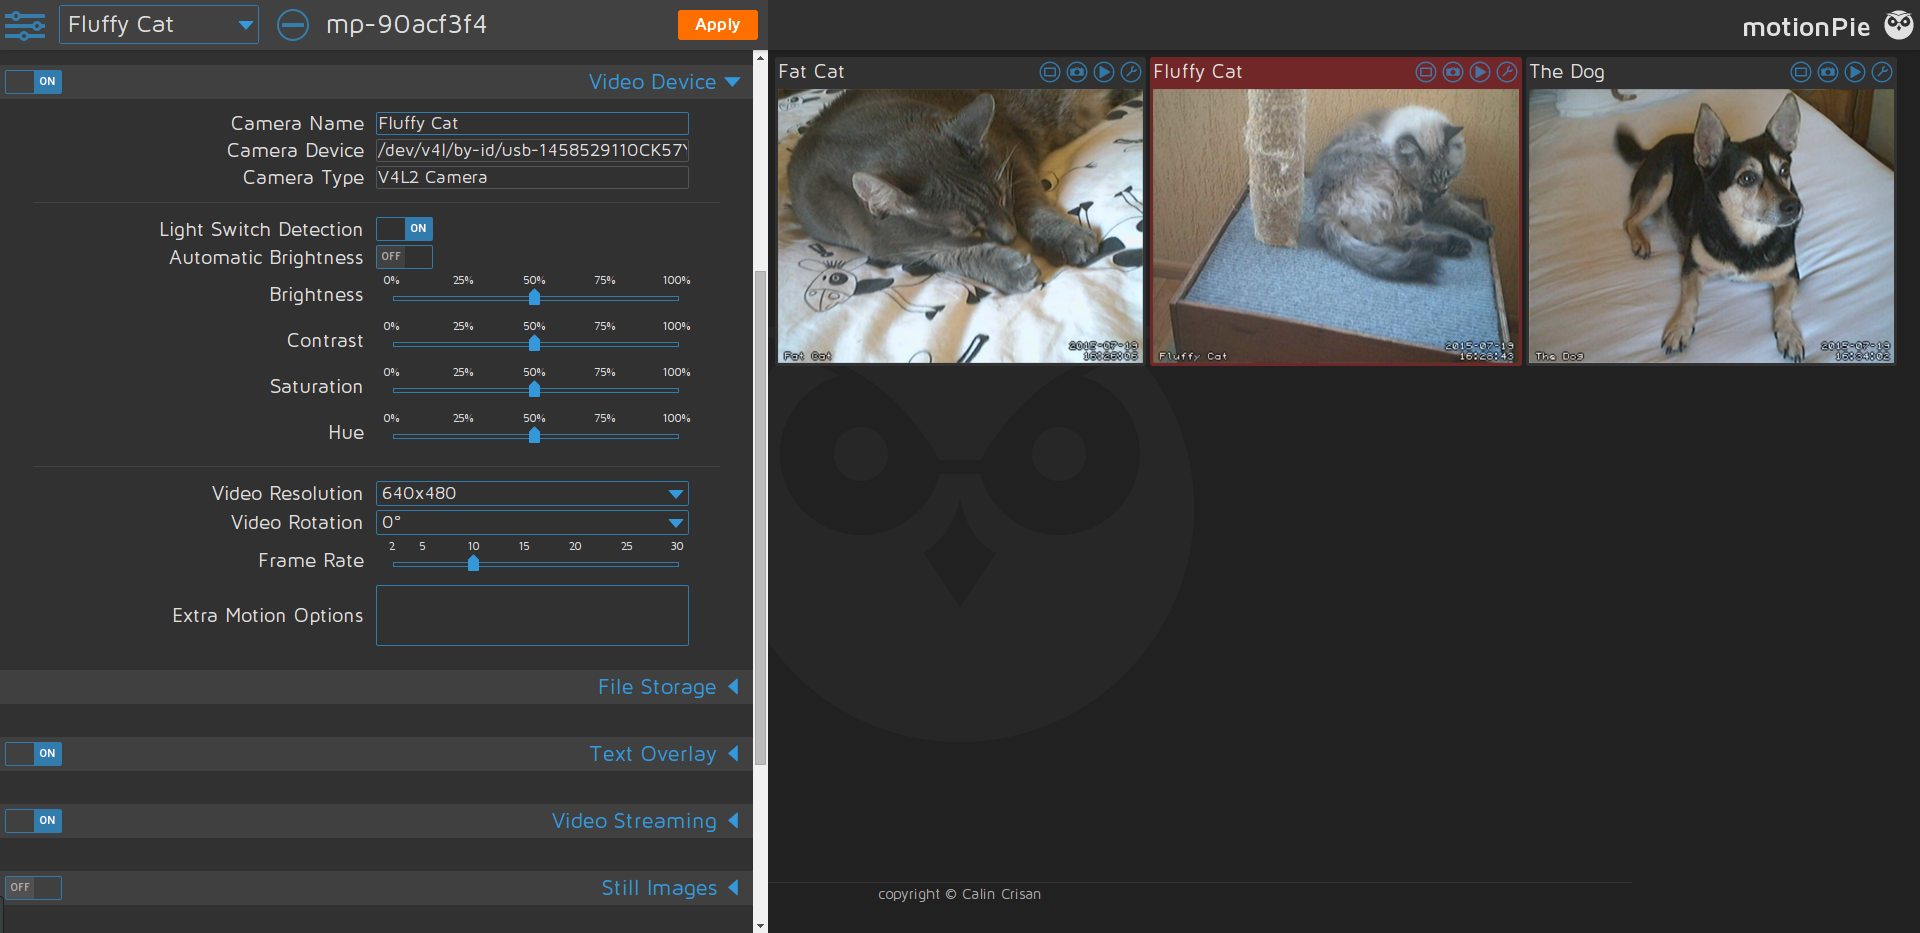 Fluffy Cat
mp-90acf3f4
Apply
motionPie
ON
Video Device
Camera Name
Fluffy Cat
Camera Device
/dev/v4l/by-id/usb-1458529110CK57Y
Camera Type
V4L2 Camera
Light Switch Detection
ON
Automatic Brightness
OFF
0% 25% 50% 75% 100%
Brightness
0% 25% 50% 75% 100%
Contrast
0% 25% 50% 75% 100%
Saturation
0% 25% 50% 75% 100%
Hue
Video Resolution
640x480
Video Rotation
0°
2 5 10 15 20 25 30
Frame Rate
Extra Motion Options
File Storage
ON
Text Overlay
ON
Video Streaming
OFF
Still Images
Fat Cat
Fat Cat
2015-07-19
16:26:06
Fluffy Cat
Fluffy Cat
2015-07-19
16:28:43
The Dog
The Dog
2015-07-19
16:34:02
copyright © Calin Crisan